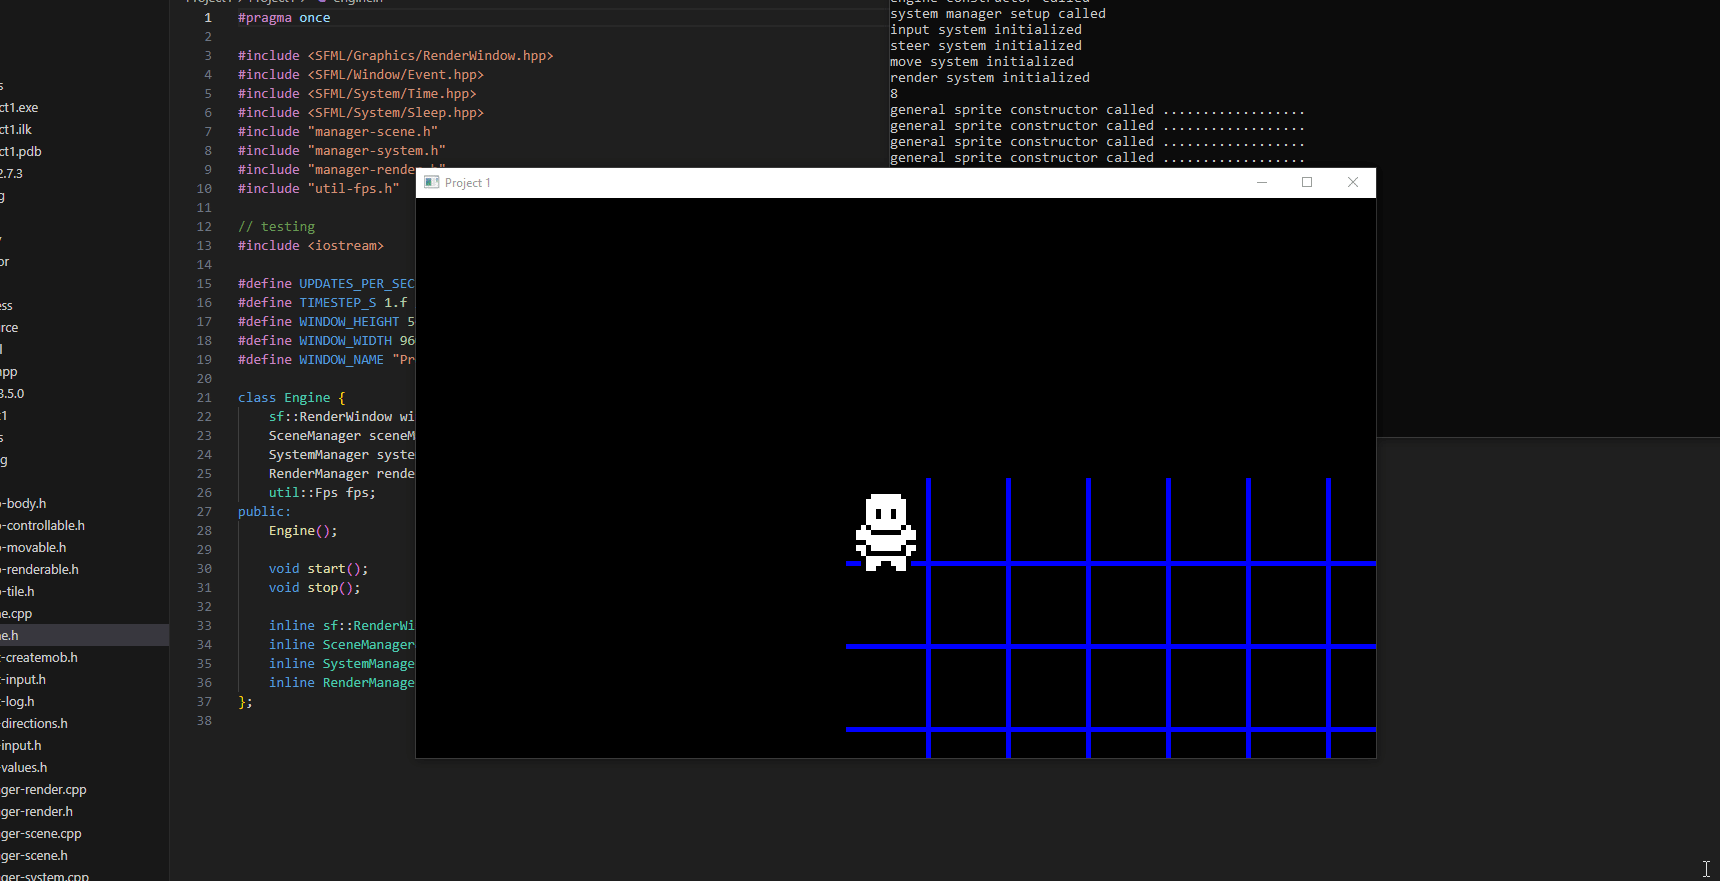 ct1.exe
ct1.ilk
ct1.pdb
2.7.3
or
ess
rce
3.5.0
-body.h
-controllable.h
-movable.h
-renderable.h
-tile.h
e.cpp
e.h
-createmob.h
-input.h
-log.h
-directions.h
-input.h
-values.h
ger-render.cpp
ger-render.h
ger-scene.cpp
ger-scene.h
ger-system.cpp
1 #pragma once
2
3 #include <SFML/Graphics/RenderWindow.hpp>
4 #include <SFML/Window/Event.hpp>
5 #include <SFML/System/Time.hpp>
6 #include <SFML/System/Sleep.hpp>
7 #include "manager-scene.h"
8 #include "manager-system.h"
9 #include "manager-render.h"
10 #include "util-fps.h"
11
12 // testing
13 #include <iostream>
14
15 #define UPDATES_PER_SEC
16 #define TIMESTEP_S 1.f
17 #define WINDOW_HEIGHT 5
18 #define WINDOW_WIDTH 96
19 #define WINDOW_NAME "Pr
20
21 class Engine {
22 sf::RenderWindow wi
23 SceneManager sceneM
24 SystemManager syste
25 RenderManager rende
26 util::Fps fps;
27 public:
28 Engine();
29
30 void start();
31 void stop();
32
33 inline sf::RenderWi
34 inline SceneManager
35 inline SystemManage
36 inline RenderManage
37 };
38
engine constructor called
system manager setup called
input system initialized
steer system initialized
move system initialized
render system initialized
8
general sprite constructor called ..................
general sprite constructor called ..................
general sprite constructor called ..................
general sprite constructor called ..................
Project 1